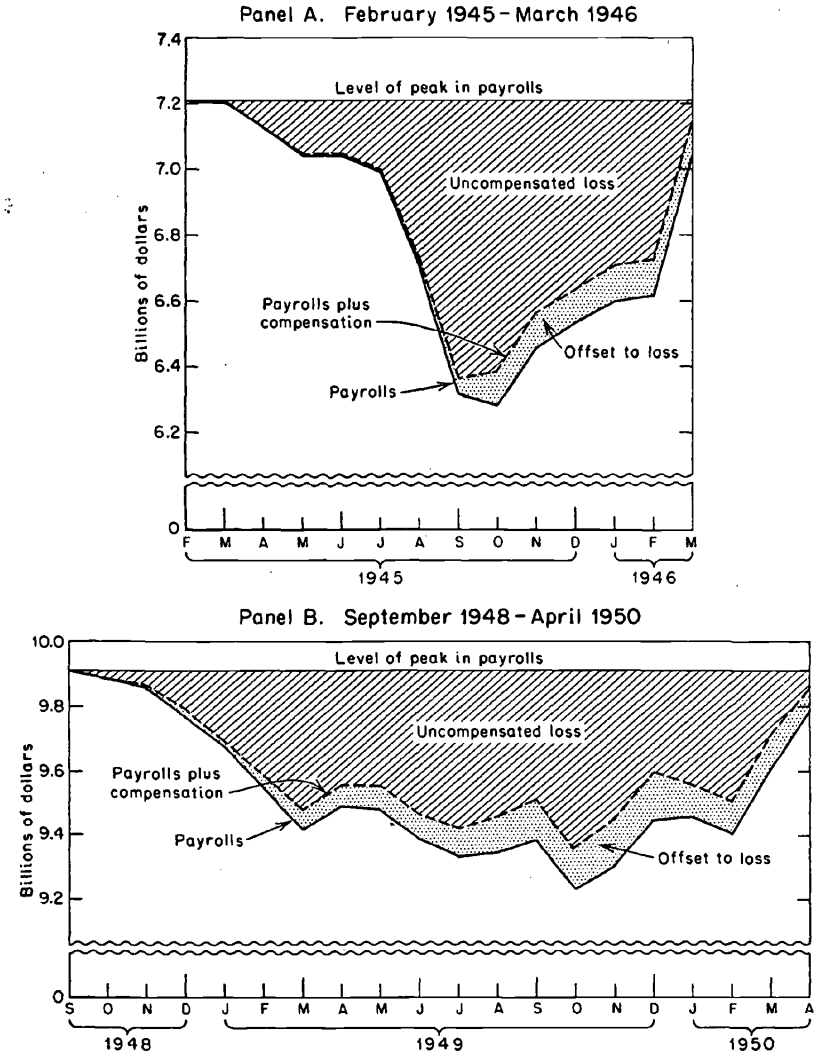 Panel A. February 1945-March 1946
7.4
Level of peak in payrolls
7.2
7.0
Uncompensated loss
6.8
Billions of dollars
6.6
Payrolls plus
compensation
Offset to loss
6.4
Payrolls
6.2
0
F M A M J J A S O N D J F M
1945 1946
Panel B. September 1948-April 1950
10.0
Level of peak in payrolls
9.8
Uncompensated loss
Billions of dollars
9.6
Payrolls plus
compensation
Payrolls
9.4
Offset to loss
9.2
0
S O N D J F M A M J J A S O N D J F M A
1948 1949 1950